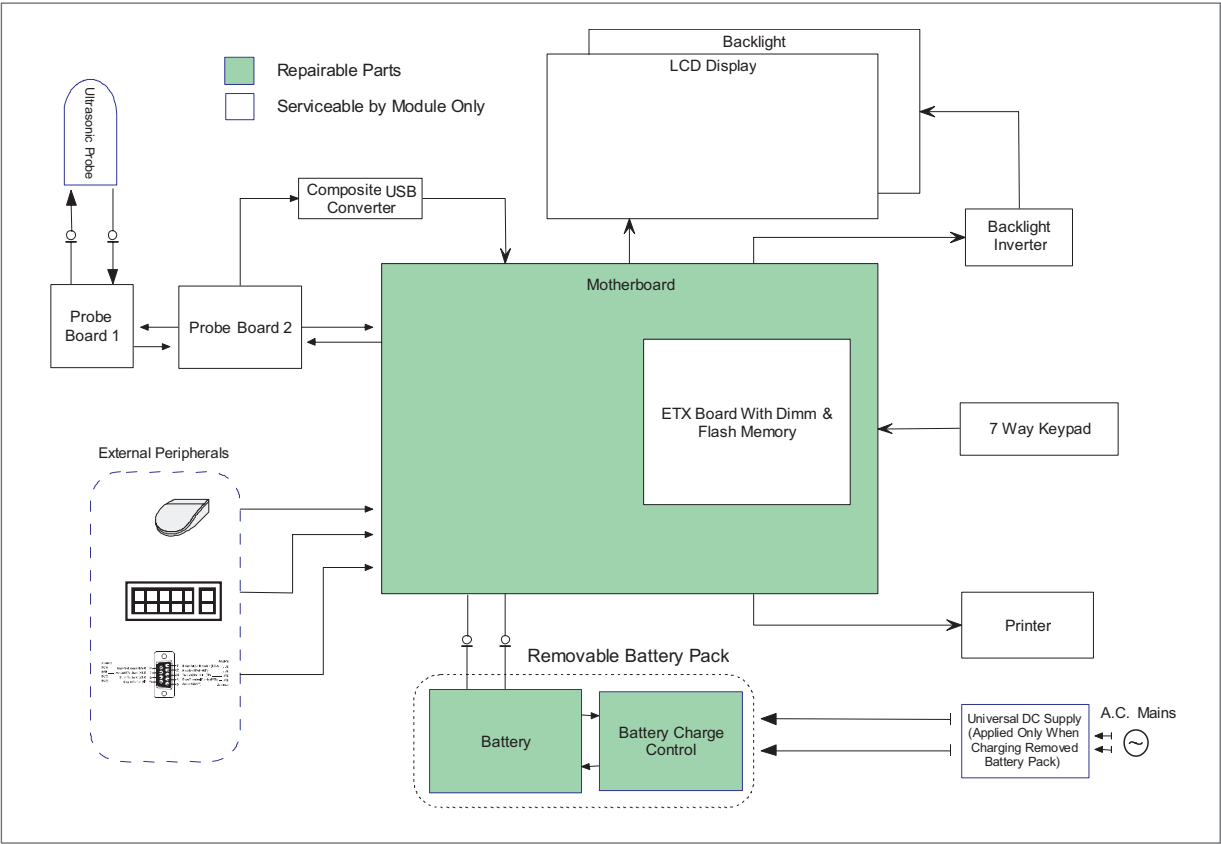 Backlight
LCD Display
Repairable Parts
Serviceable by Module Only
Ultrasonic Probe
Composite USB
Converter
Backlight
Inverter
Motherboard
Probe
Board 1
Probe Board 2
ETX Board With Dimm &
Flash Memory
7 Way Keypad
External Peripherals
Printer
Removable Battery Pack
Battery
Battery Charge
Control
Universal DC Supply
(Applied Only When
Charging Removed
Battery Pack)
A.C. Mains